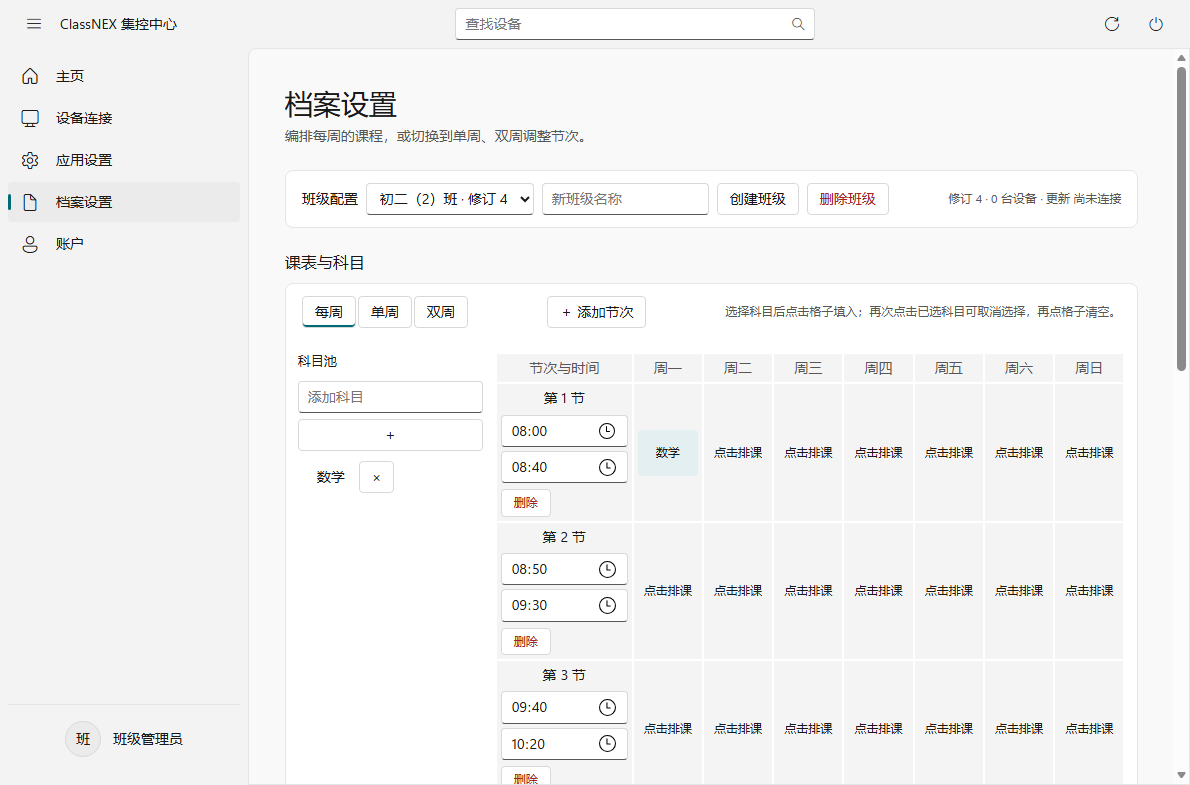 ClassNEX 集控中心
查找设备
主页
设备连接
应用设置
档案设置
账户
班 班级管理员
档案设置
编排每周的课程，或切换到单周、双周调整节次。
班级配置 初二（2）班 · 修订 4 新班级名称 创建班级 删除班级 修订 4 · 0 台设备 · 更新 尚未连接
课表与科目
每周 单周 双周 + 添加节次 选择科目后点击格子填入；再次点击已选科目可取消选择，再点格子清空。
科目池
添加科目
+
数学 ×
节次与时间 周一 周二 周三 周四 周五 周六 周日
第 1 节
08:00
08:40
删除
数学 点击排课 点击排课 点击排课 点击排课 点击排课 点击排课
第 2 节
08:50
09:30
删除
点击排课 点击排课 点击排课 点击排课 点击排课 点击排课 点击排课
第 3 节
09:40
10:20
删除
点击排课 点击排课 点击排课 点击排课 点击排课 点击排课 点击排课